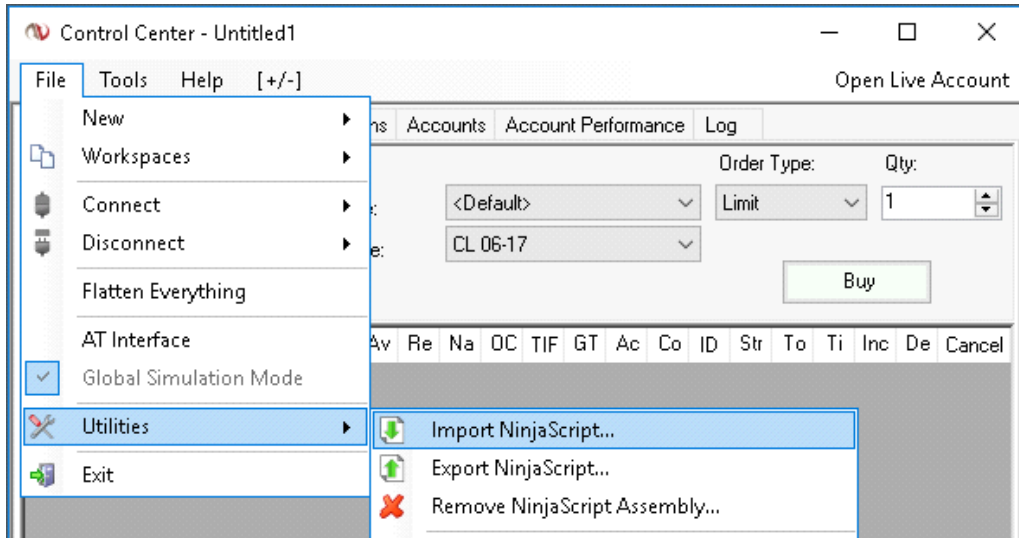 Control Center - Untitled1
File Tools Help [+/-] Open Live Account
New
Workspaces
Connect
Disconnect
Flatten Everything
AT Interface
Global Simulation Mode
Utilities
Exit
Import NinjaScript...
Export NinjaScript...
Remove NinjaScript Assembly...
Accounts Account Performance Log
Order Type: Qty:
<Default> Limit 1
CL 06-17
Buy
Av Re Na OC TIF GT Ac Co ID Str To Ti Inc De Cancel